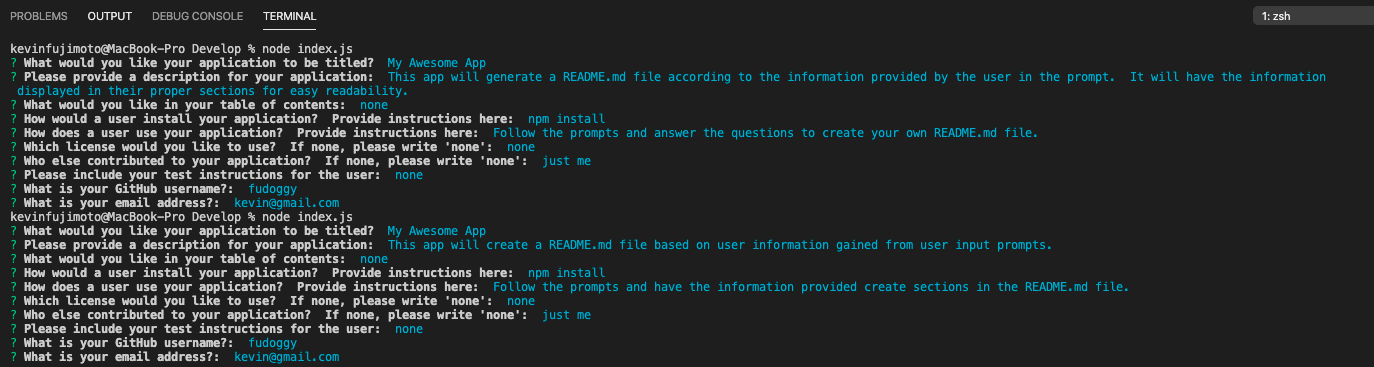 PROBLEMS OUTPUT DEBUG CONSOLE TERMINAL 1: zsh
kevinfujimoto@MacBook-Pro Develop % node index.js
? What would you like your application to be titled? My Awesome App
? Please provide a description for your application: This app will generate a README.md file according to the information provided by the user in the prompt. It will have the information
displayed in their proper sections for easy readability.
? What would you like in your table of contents: none
? How would a user install your application? Provide instructions here: npm install
? How does a user use your application? Provide instructions here: Follow the prompts and answer the questions to create your own README.md file.
? Which license would you like to use? If none, please write 'none': none
? Who else contributed to your application? If none, please write 'none': just me
? Please include your test instructions for the user: none
? What is your GitHub username?: fudoggy
? What is your email address?: kevin@gmail.com
kevinfujimoto@MacBook-Pro Develop % node index.js
? What would you like your application to be titled? My Awesome App
? Please provide a description for your application: This app will create a README.md file based on user information gained from user input prompts.
? What would you like in your table of contents: none
? How would a user install your application? Provide instructions here: npm install
? How does a user use your application? Provide instructions here: Follow the prompts and have the information provided create sections in the README.md file.
? Which license would you like to use? If none, please write 'none': none
? Who else contributed to your application? If none, please write 'none': just me
? Please include your test instructions for the user: none
? What is your GitHub username?: fudoggy
? What is your email address?: kevin@gmail.com